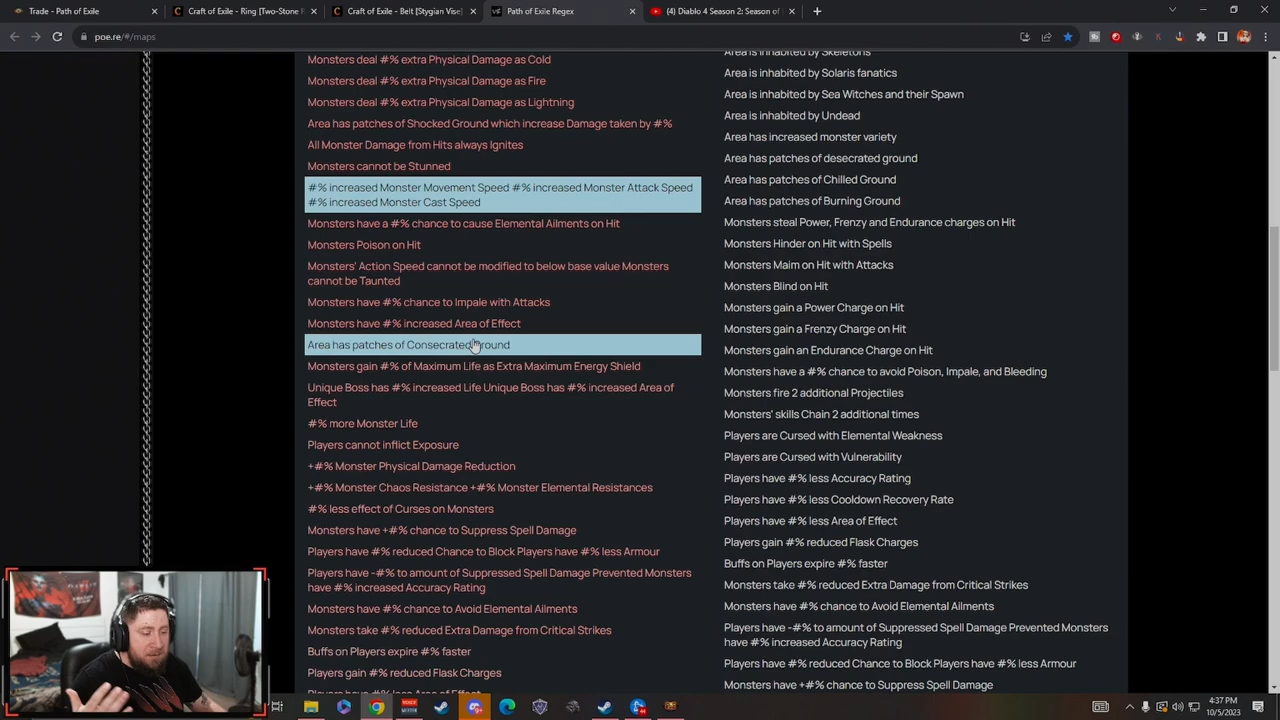 Trade - Path of Exile
Craft of Exile - Ring [Two-Stone R
Craft of Exile - Belt [Stygian Vise]
Path of Exile Regex
(4) Diablo 4 Season 2: Season of
poe.re/#/maps
Monsters deal #% extra Physical Damage as Cold
Monsters deal #% extra Physical Damage as Fire
Monsters deal #% extra Physical Damage as Lightning
Area has patches of Shocked Ground which increase Damage taken by #%
All Monster Damage from Hits always Ignites
Monsters cannot be Stunned
#% increased Monster Movement Speed #% increased Monster Attack Speed
#% increased Monster Cast Speed
Monsters have a #% chance to cause Elemental Ailments on Hit
Monsters Poison on Hit
Monsters' Action Speed cannot be modified to below base value Monsters
cannot be Taunted
Monsters have #% chance to Impale with Attacks
Monsters have #% increased Area of Effect
Area has patches of Consecrated Ground
Monsters gain #% of Maximum Life as Extra Maximum Energy Shield
Unique Boss has #% increased Life Unique Boss has #% increased Area of
Effect
#% more Monster Life
Players cannot inflict Exposure
+#% Monster Physical Damage Reduction
+#% Monster Chaos Resistance +#% Monster Elemental Resistances
#% less effect of Curses on Monsters
Monsters have +#% chance to Suppress Spell Damage
Players have #% reduced Chance to Block Players have #% less Armour
Players have -#% to amount of Suppressed Spell Damage Prevented Monsters
have #% increased Accuracy Rating
Monsters have #% chance to Avoid Elemental Ailments
Monsters take #% reduced Extra Damage from Critical Strikes
Buffs on Players expire #% faster
Players gain #% reduced Flask Charges
Players have #% less Area of Effect
Area is inhabited by Skeletons
Area is inhabited by Solaris fanatics
Area is inhabited by Sea Witches and their Spawn
Area is inhabited by Undead
Area has increased monster variety
Area has patches of desecrated ground
Area has patches of Chilled Ground
Area has patches of Burning Ground
Monsters steal Power, Frenzy and Endurance charges on Hit
Monsters Hinder on Hit with Spells
Monsters Maim on Hit with Attacks
Monsters Blind on Hit
Monsters gain a Power Charge on Hit
Monsters gain a Frenzy Charge on Hit
Monsters gain an Endurance Charge on Hit
Monsters have a #% chance to avoid Poison, Impale, and Bleeding
Monsters fire 2 additional Projectiles
Monsters' skills Chain 2 additional times
Players are Cursed with Elemental Weakness
Players are Cursed with Vulnerability
Players have #% less Accuracy Rating
Players have #% less Cooldown Recovery Rate
Players have #% less Area of Effect
Players gain #% reduced Flask Charges
Buffs on Players expire #% faster
Monsters take #% reduced Extra Damage from Critical Strikes
Monsters have #% chance to Avoid Elemental Ailments
Players have -#% to amount of Suppressed Spell Damage Prevented Monsters
have #% increased Accuracy Rating
Players have #% reduced Chance to Block Players have #% less Armour
Monsters have +#% chance to Suppress Spell Damage
4:37 PM
10/5/2023